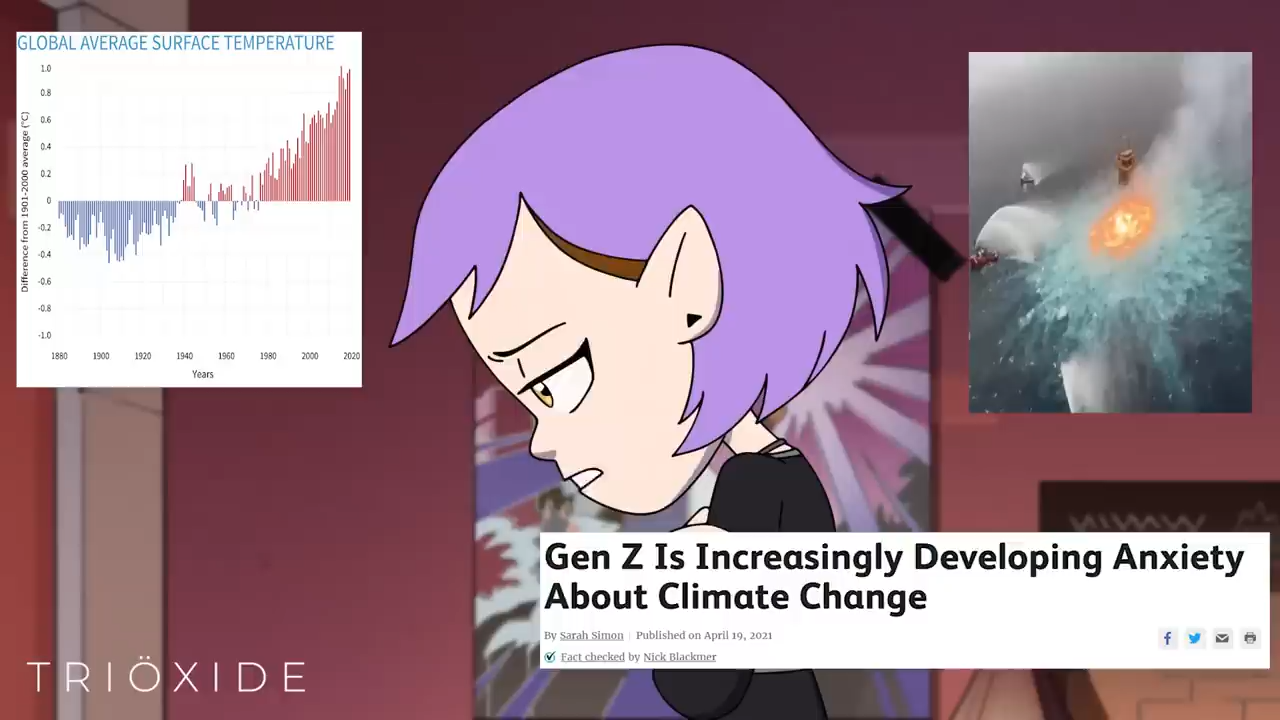 GLOBAL AVERAGE SURFACE TEMPERATURE
1.0
0.8
0.6
0.4
0.2
0
-0.2
-0.4
-0.6
-0.8
-1.0
Difference from 1901-2000 average (°C)
1880 1900 1920 1940 1960 1980 2000 2020
Years
Gen Z Is Increasingly Developing Anxiety
About Climate Change
By Sarah Simon | Published on April 19, 2021
Fact checked by Nick Blackmer
TRIÖXIDE